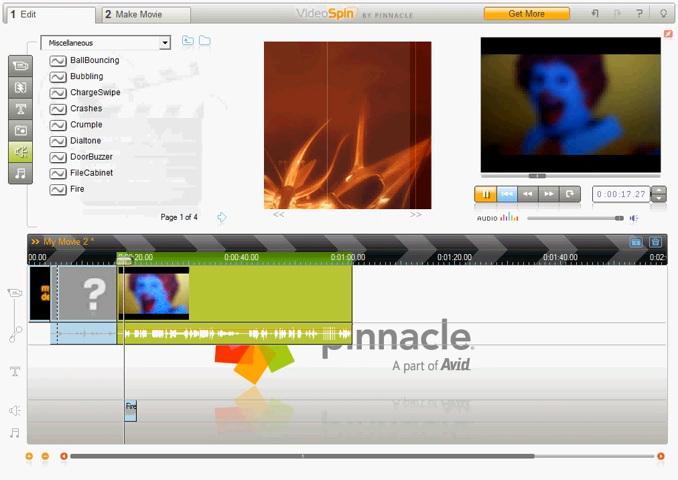 1 Edit
2 Make Movie
VideoSpin BY PINNACLE
Get More
Miscellaneous
BallBouncing
Bubbling
ChargeSwipe
Crashes
Crumple
Dialtone
DoorBuzzer
FileCabinet
Fire
Page 1 of 4
<< >>
0:00:17.27
AUDIO
>> My Movie 2 *
00.00 0:00:20.00 0:00:40.00 0:01:00.00 0:01:20.00 0:01:40.00 0:02:
?
pinnacle
A part of Avid
Fire